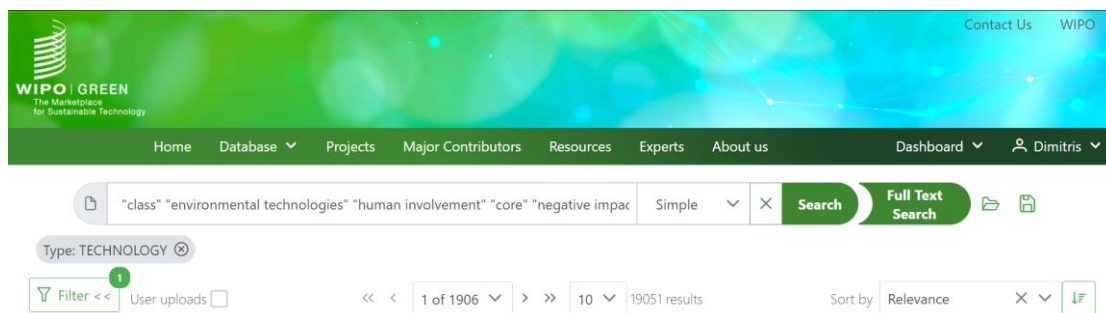 Contact Us WIPO
WIPO | GREEN
The Marketplace
for Sustainable Technology
Home Database Projects Major Contributors Resources Experts About us Dashboard Dimitris
"class" "environmental technologies" "human involvement" "core" "negative impac Simple Search Full Text
Search
Type: TECHNOLOGY
1
Filter << User uploads << < 1 of 1906 > >> 10 19051 results Sort by Relevance